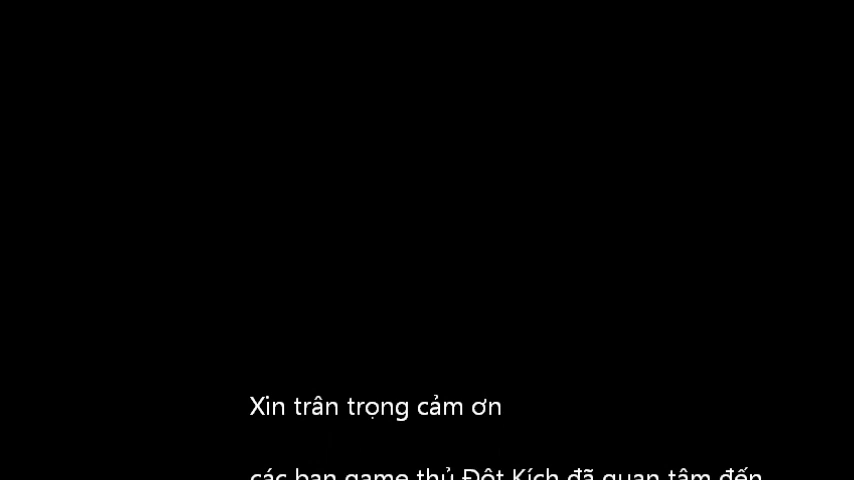 Xin trân trọng cảm ơn
các bạn game thủ Đột Kích đã quan tâm đến